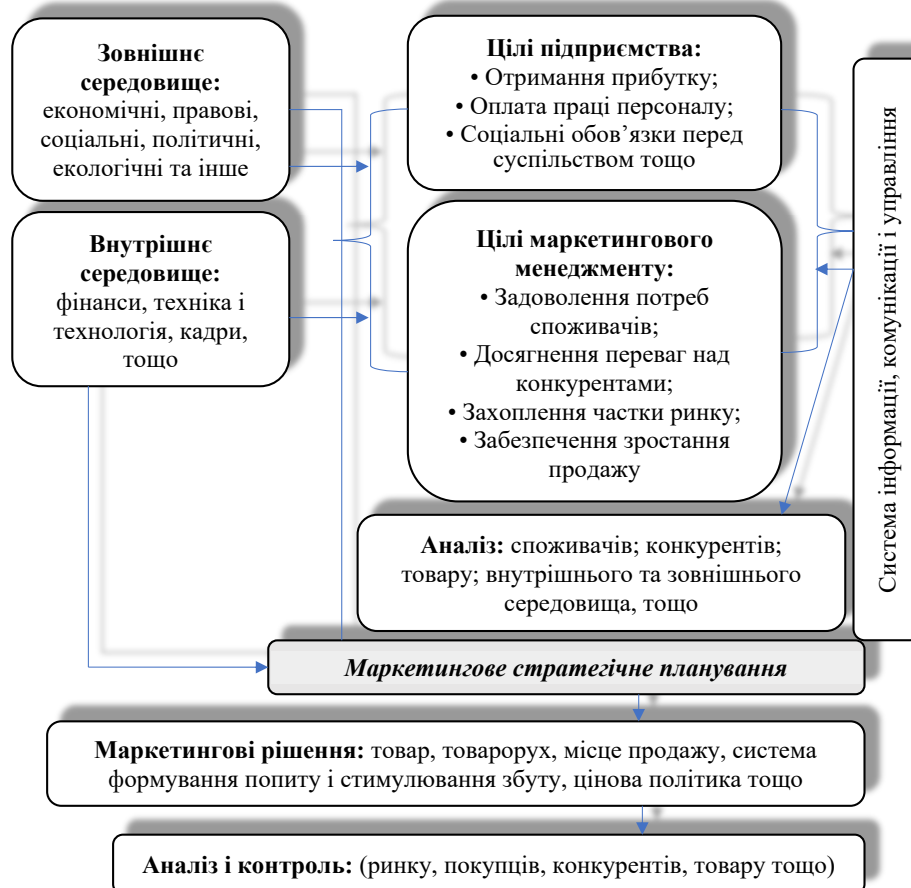 Зовнішнє
середовище:
економічні, правові,
соціальні, політичні,
екологічні та інше
Цілі підприємства:
• Отримання прибутку;
• Оплата праці персоналу;
• Соціальні обов’язки перед
суспільством тощо
Внутрішнє
середовище:
фінанси, техніка і
технологія, кадри,
тощо
Цілі маркетингового
менеджменту:
• Задоволення потреб
споживачів;
• Досягнення переваг над
конкурентами;
• Захоплення частки ринку;
• Забезпечення зростання
продажу
Система інформації, комунікації і управління
Аналіз: споживачів; конкурентів;
товару; внутрішнього та зовнішнього
середовища, тощо
Маркетингове стратегічне планування
Маркетингові рішення: товар, товарорух, місце продажу, система
формування попиту і стимулювання збуту, цінова політика тощо
Аналіз і контроль: (ринку, покупців, конкурентів, товару тощо)